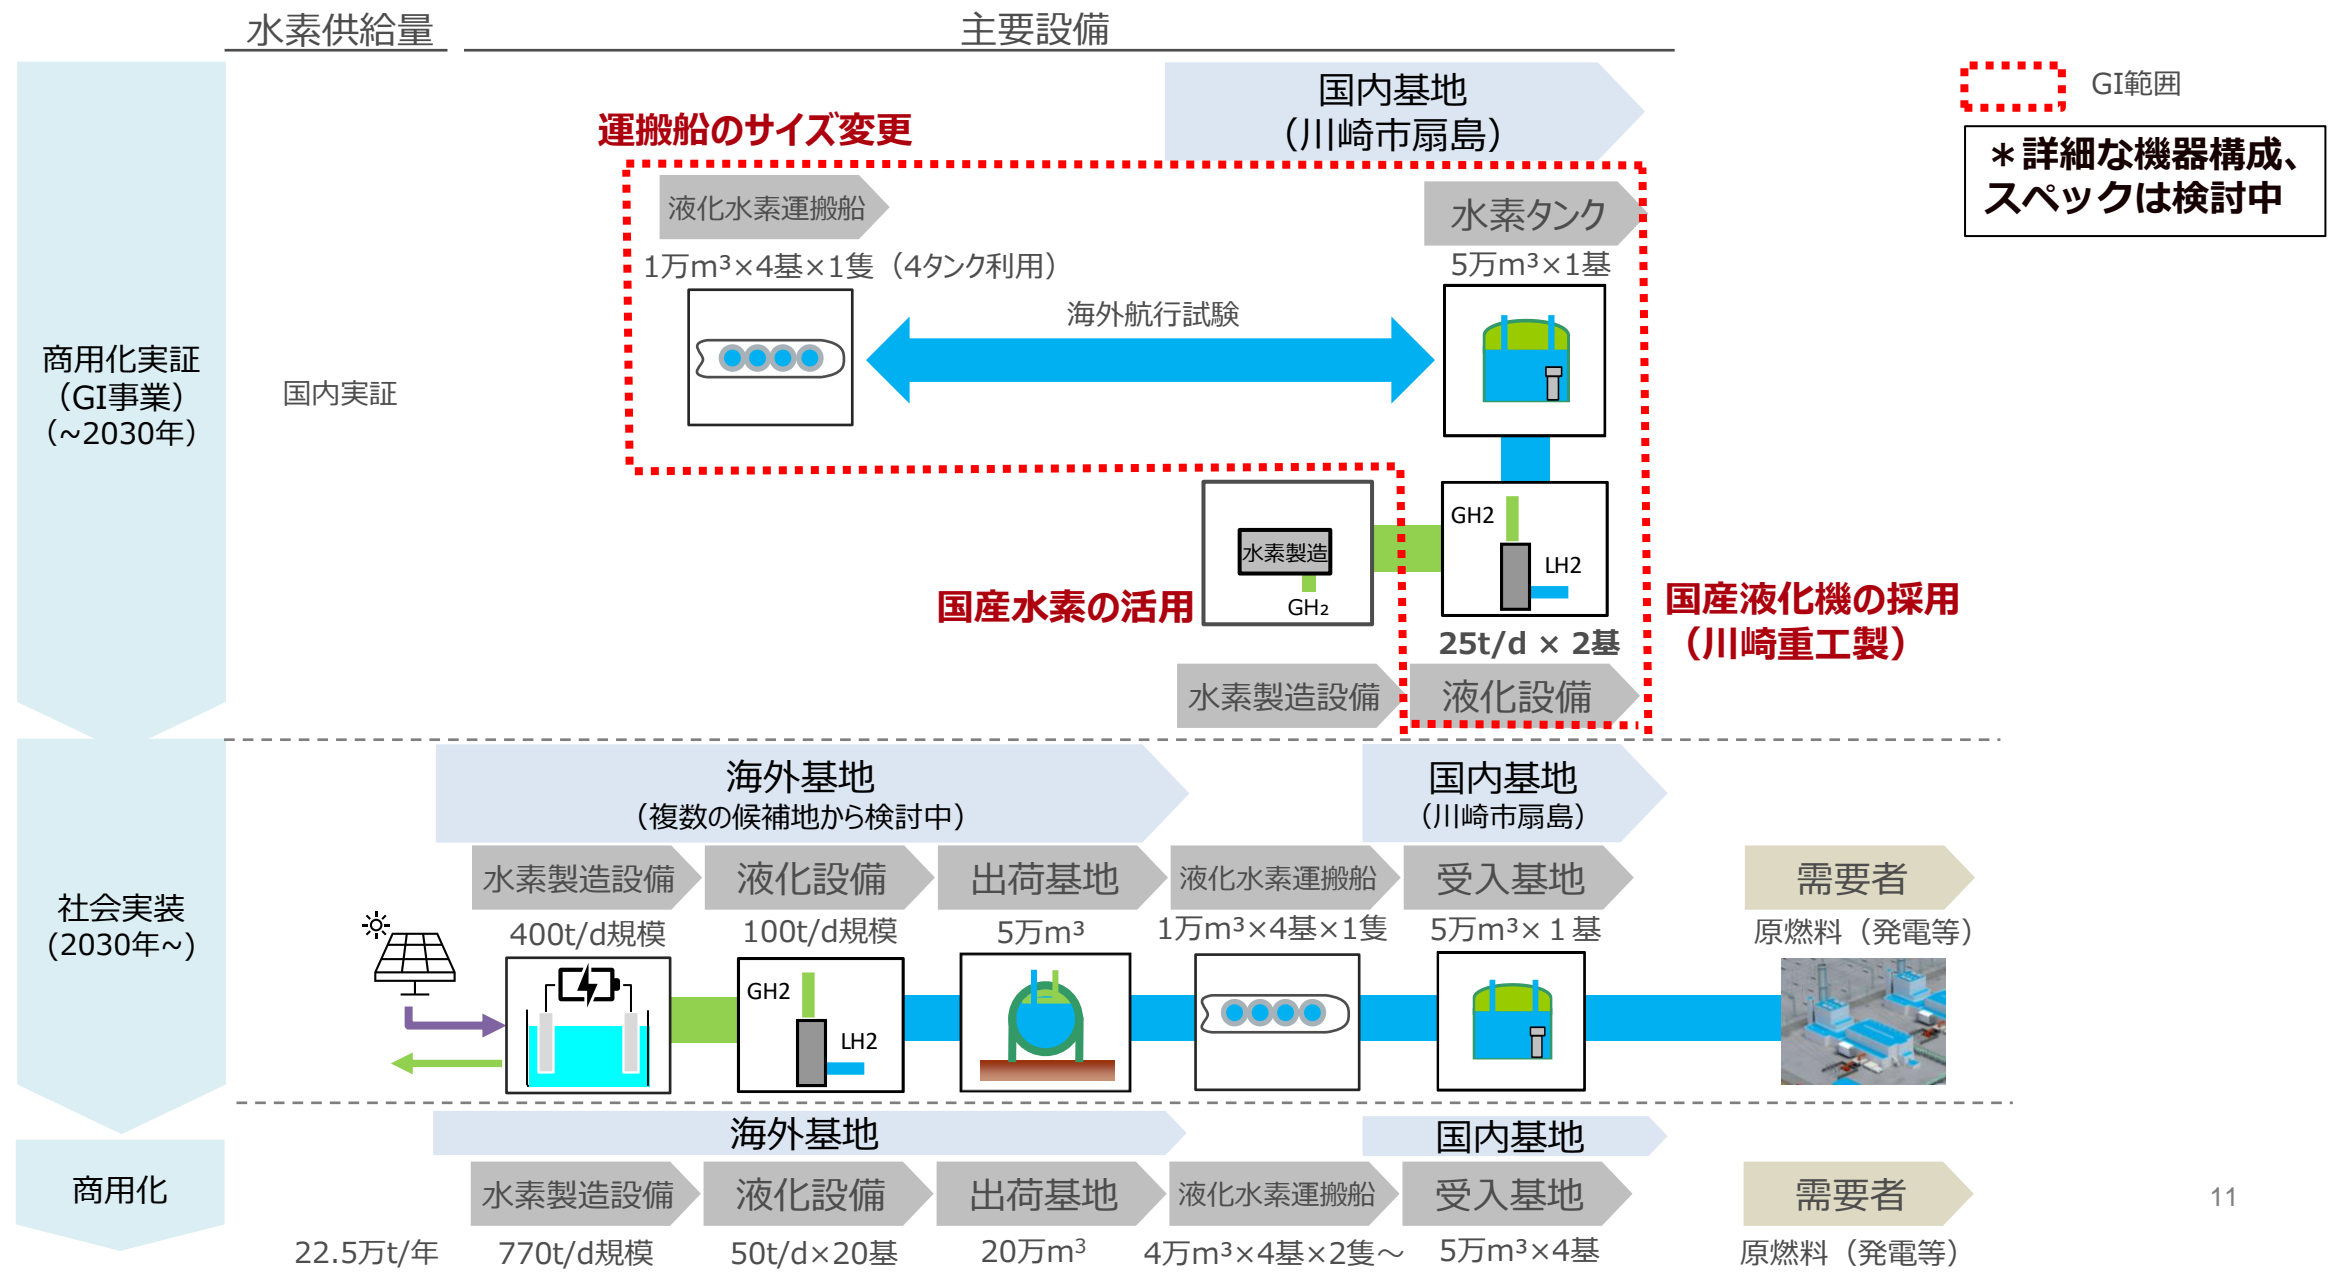 水素供給量
主要設備
国内基地
（川崎市扇島）
GI範囲
＊詳細な機器構成、
スペックは検討中
運搬船のサイズ変更
液化水素運搬船
水素タンク
1万m³×4基×1隻（4タンク利用）
5万m³×1基
海外航行試験
商用化実証
（GI事業）
（~2030年）
国内実証
水素製造
GH₂
GH2
LH2
国産水素の活用
国産液化機の採用
（川崎重工製）
25t/d × 2基
水素製造設備
液化設備
海外基地
（複数の候補地から検討中）
国内基地
（川崎市扇島）
社会実装
(2030年~)
水素製造設備
液化設備
出荷基地
液化水素運搬船
受入基地
需要者
400t/d規模
100t/d規模
5万m³
1万m³×4基×1隻
5万m³×１基
原燃料（発電等）
GH2
LH2
海外基地
国内基地
商用化
水素製造設備
液化設備
出荷基地
液化水素運搬船
受入基地
需要者
22.5万t/年
770t/d規模
50t/d×20基
20万m³
4万m³×4基×2隻～
5万m³×4基
原燃料（発電等）
11